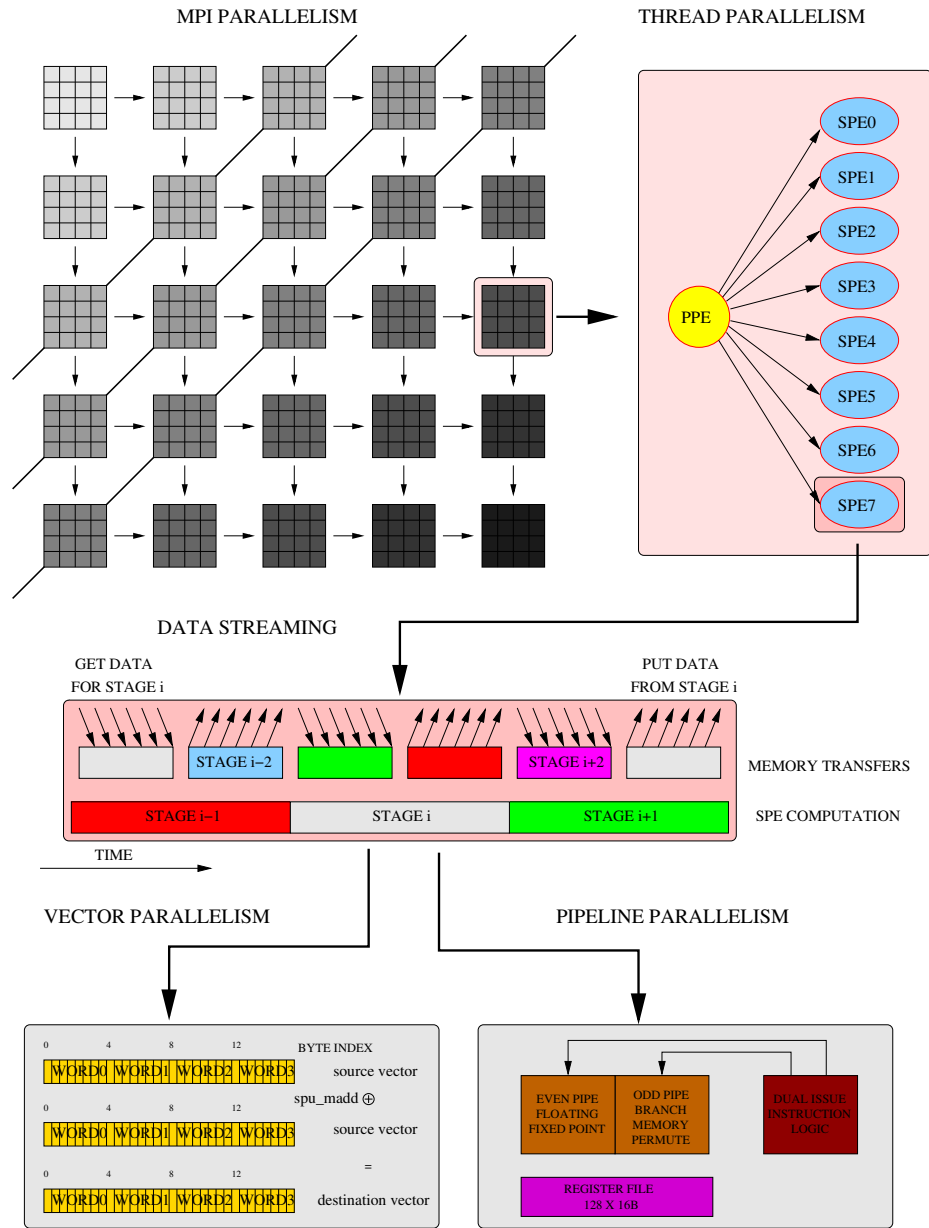 MPI PARALLELISM
THREAD PARALLELISM
SPE0
SPE1
SPE2
SPE3
PPE
SPE4
SPE5
SPE6
SPE7
DATA STREAMING
GET DATA
FOR STAGE i
PUT DATA
FROM STAGE i
STAGE i−2
STAGE i+2
MEMORY TRANSFERS
STAGE i−1
STAGE i
STAGE i+1
SPE COMPUTATION
TIME
VECTOR PARALLELISM
PIPELINE PARALLELISM
0 4 8 12
BYTE INDEX
WORD0 WORD1 WORD2 WORD3
source vector
spu_madd ⊕
0 4 8 12
WORD0 WORD1 WORD2 WORD3
source vector
=
0 4 8 12
WORD0 WORD1 WORD2 WORD3
destination vector
EVEN PIPE
FLOATING
FIXED POINT
ODD PIPE
BRANCH
MEMORY
PERMUTE
DUAL ISSUE
INSTRUCTION
LOGIC
REGISTER FILE
128 X 16B